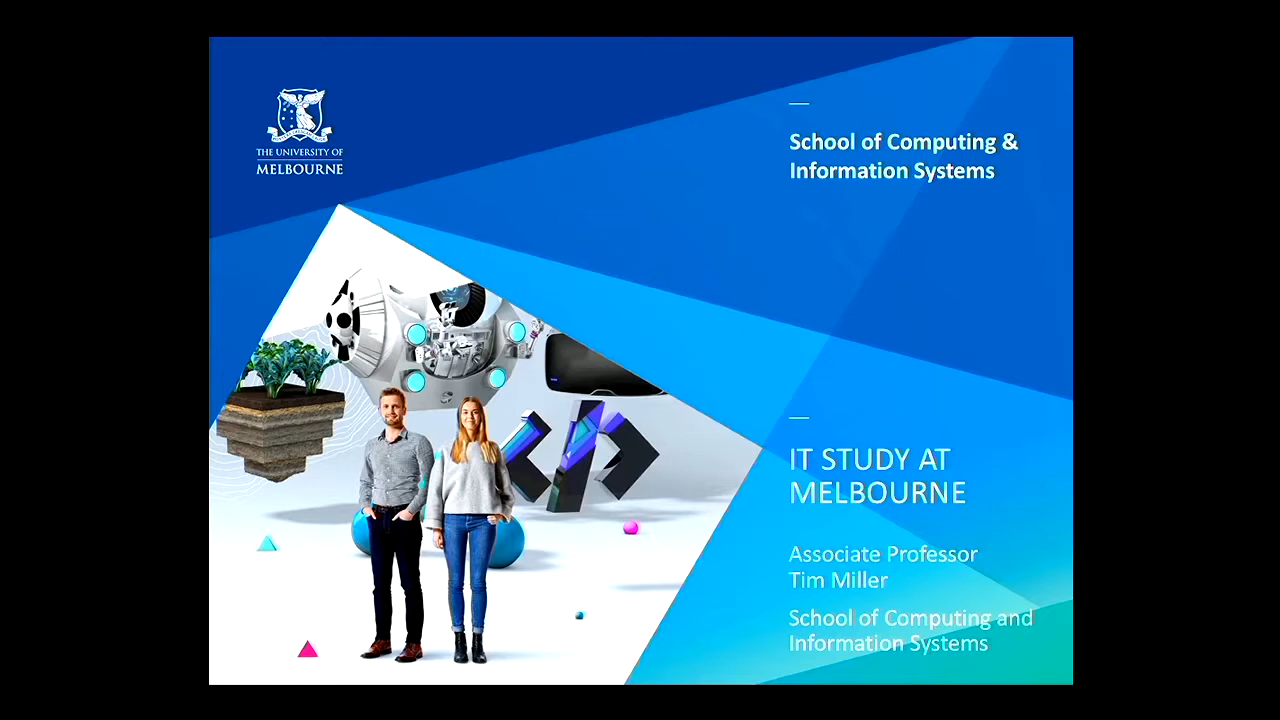 THE UNIVERSITY OF
MELBOURNE
School of Computing &
Information Systems
IT STUDY AT
MELBOURNE
Associate Professor
Tim Miller
School of Computing and
Information Systems